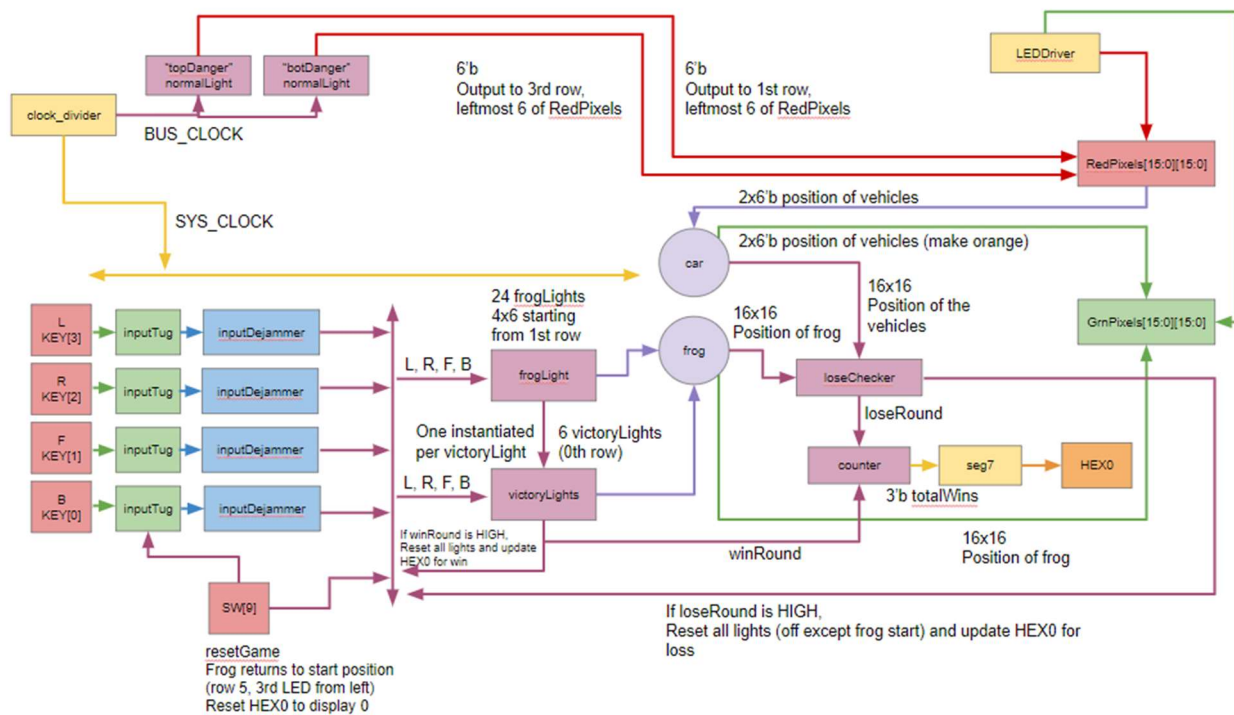 "topDanger"
normalLight
"botDanger"
normalLight
6'b
Output to 3rd row,
leftmost 6 of RedPixels
6'b
Output to 1st row,
leftmost 6 of RedPixels
LEDDriver
clock_divider
BUS_CLOCK
RedPixels[15:0][15:0]
SYS_CLOCK
2x6'b position of vehicles
2x6'b position of vehicles (make orange)
car
24 frogLights
4x6 starting
from 1st row
16x16
Position of frog
16x16
Position of the
vehicles
GrnPixels[15:0][15:0]
L
KEY[3]
inputTug
inputDejammer
R
KEY[2]
inputTug
inputDejammer
F
KEY[1]
inputTug
inputDejammer
B
KEY[0]
inputTug
inputDejammer
L, R, F, B
frogLight
frog
loseChecker
loseRound
One instantiated
per victoryLight
6 victoryLights
(0th row)
L, R, F, B
victoryLights
counter
seg7
HEX0
3'b totalWins
If winRound is HIGH,
Reset all lights and update
HEX0 for win
winRound
16x16
Position of frog
SW[9]
If loseRound is HIGH,
Reset all lights (off except frog start) and update HEX0 for
loss
resetGame
Frog returns to start position
(row 5, 3rd LED from left)
Reset HEX0 to display 0